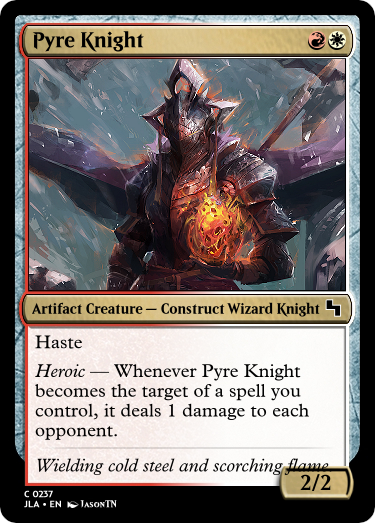 Pyre Knight
Artifact Creature — Construct Wizard Knight
Haste
Heroic — Whenever Pyre Knight
becomes the target of a spell you
control, it deals 1 damage to each
opponent.
Wielding cold steel and scorching flame
2/2
C 0237
JLA • EN JASONTN